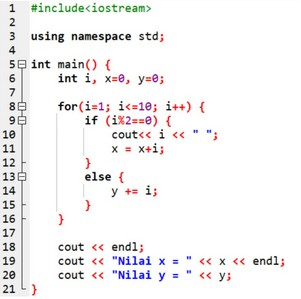 1 #include<iostream>
2
3 using namespace std;
4
5 int main() {
6     int i, x=0, y=0;
7
8     for(i=1; i<=10; i++) {
9         if (i%2==0) {
10             cout<< i << " ";
11             x = x+i;
12         }
13         else {
14             y += i;
15         }
16     }
17
18     cout << endl;
19     cout << "Nilai x = " << x << endl;
20     cout << "Nilai y = " << y;
21 }